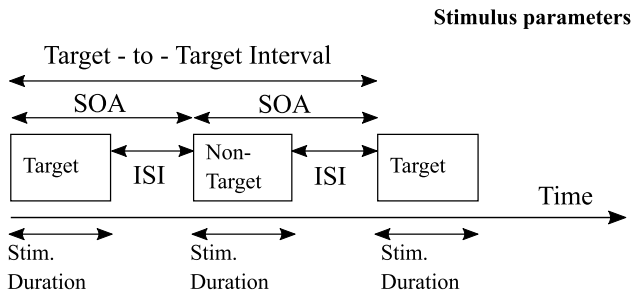 Stimulus parameters
Target - to - Target Interval
SOA SOA
Target
Non-
Target
Target
ISI ISI
Time
Stim.
Duration
Stim.
Duration
Stim.
Duration